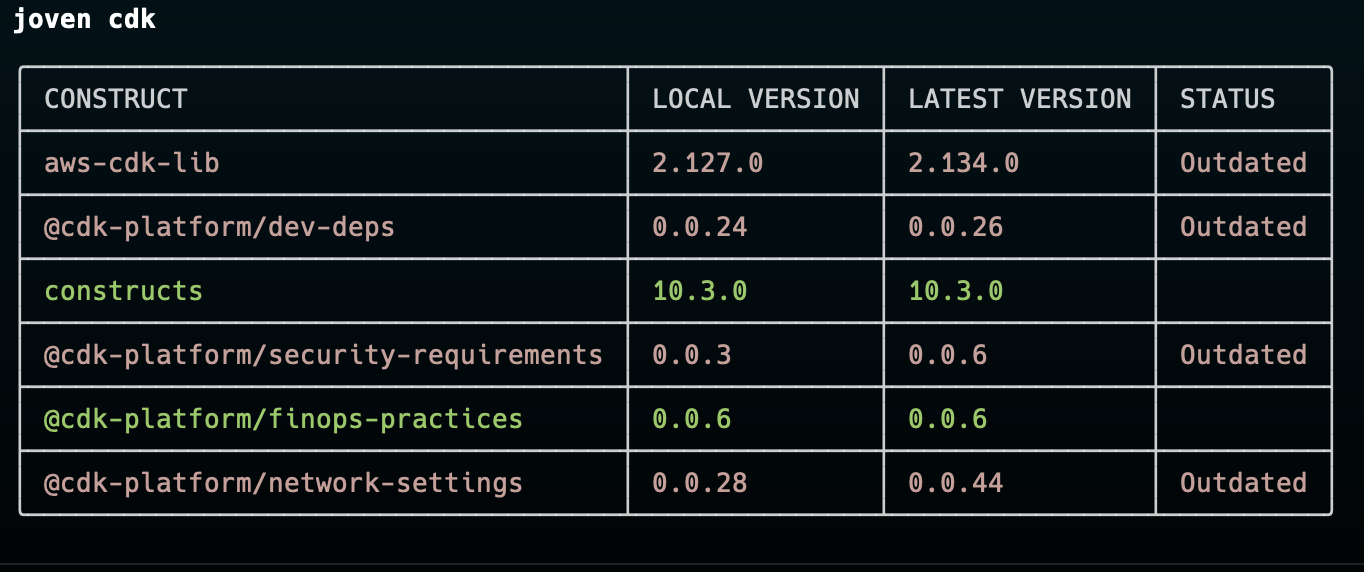 joven cdk
CONSTRUCT LOCAL VERSION LATEST VERSION STATUS
aws-cdk-lib 2.127.0 2.134.0 Outdated
@cdk-platform/dev-deps 0.0.24 0.0.26 Outdated
constructs 10.3.0 10.3.0
@cdk-platform/security-requirements 0.0.3 0.0.6 Outdated
@cdk-platform/finops-practices 0.0.6 0.0.6
@cdk-platform/network-settings 0.0.28 0.0.44 Outdated